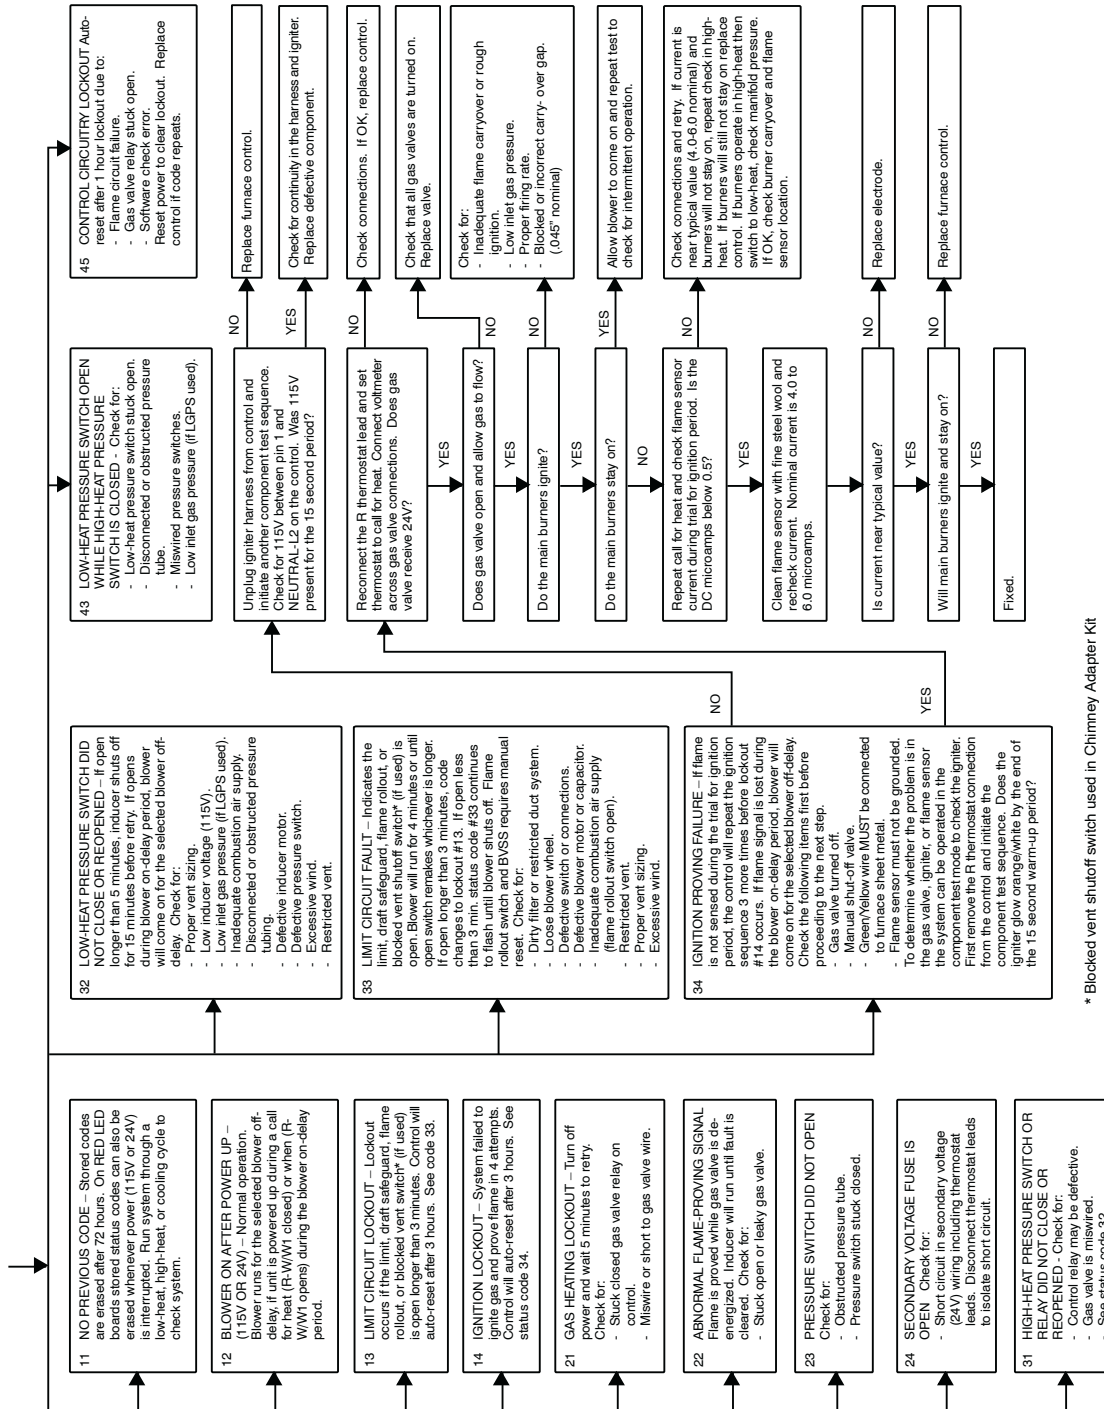 11 NO PREVIOUS CODE – Stored codes
are erased after 72 hours. On RED LED
boards stored status codes can also be
erased whenever power (115V or 24V)
is interrupted. Run system through a
low-heat, high-heat, or cooling cycle to
check system.
12 BLOWER ON AFTER POWER UP –
(115V OR 24V) – Normal operation.
Blower runs for the selected blower off-
delay, if unit is powered up during a call
for heat (R-W/W1 closed) or when (R-
W/W1 opens) during the blower on-delay
period.
13 LIMIT CIRCUIT LOCKOUT – Lockout
occurs if the limit, draft safeguard, flame
rollout, or blocked vent switch* (if used)
is open longer than 3 minutes. Control will
auto-reset after 3 hours. See code 33.
14 IGNITION LOCKOUT – System failed to
ignite gas and prove flame in 4 attempts.
Control will auto-reset after 3 hours. See
status code 34.
21 GAS HEATING LOCKOUT – Turn off
power and wait 5 minutes to retry.
Check for:
- Stuck closed gas valve relay on
control.
- Miswire or short to gas valve wire.
22 ABNORMAL FLAME-PROVING SIGNAL
Flame is proved while gas valve is de-
energized. Inducer will run until fault is
cleared. Check for:
- Stuck open or leaky gas valve.
23 PRESSURE SWITCH DID NOT OPEN
Check for:
- Obstructed pressure tube.
- Pressure switch stuck closed.
24 SECONDARY VOLTAGE FUSE IS
OPEN Check for:
- Short circuit in secondary voltage
(24V) wiring including thermostat
leads. Disconnect thermostat leads
to isolate short circuit.
31 HIGH-HEAT PRESSURE SWITCH OR
RELAY DID NOT CLOSE OR
REOPENED - Check for:
- Control relay may be defective.
- Gas valve is miswired.
- See status code 32
32 LOW-HEAT PRESSURE SWITCH DID
NOT CLOSE OR REOPENED – If open
longer than 5 minutes, inducer shuts off
for 15 minutes before retry. If opens
during blower on-delay period, blower
will come on for the selected blower off-
delay. Check for:
- Proper vent sizing.
- Low inducer voltage (115V).
- Low inlet gas pressure (if LGPS used).
- Inadequate combustion air supply.
- Disconnected or obstructed pressure
tubing.
- Defective inducer motor.
- Defective pressure switch.
- Excessive wind.
- Restricted vent.
33 LIMIT CIRCUIT FAULT – Indicates the
limit, draft safeguard, flame rollout, or
blocked vent shutoff switch* (if used) is
open. Blower will run for 4 minutes or until
open switch remakes whichever is longer.
If open longer than 3 minutes, code
changes to lockout #13. If open less
than 3 min. status code #33 continues
to flash until blower shuts off. Flame
rollout switch and BVSS requires manual
reset. Check for:
- Dirty filter or restricted duct system.
- Loose blower wheel.
- Defective switch or connections.
- Defective blower motor or capacitor.
- Inadequate combustion air supply
(flame rollout switch open).
- Restricted vent.
- Proper vent sizing.
- Excessive wind.
34 IGNITION PROVING FAILURE – If flame
is not sensed during the trial for ignition
period, the control will repeat the ignition
sequence 3 more times before lockout
#14 occurs. If flame signal is lost during
the blower on-delay period, blower will
come on for the selected blower off-delay.
Check the following items first before
proceeding to the next step.
- Gas valve turned off.
- Manual shut-off valve.
- Green/Yellow wire MUST be connected
to furnace sheet metal.
- Flame sensor must not be grounded.
To determine whether the problem is in
the gas valve, igniter, or flame sensor
the system can be operated in the
component test mode to check the igniter.
First remove the R thermostat connection
from the control and initiate the
component test sequence. Does the
igniter glow orange/white by the end of
the 15 second warm-up period?
NO
YES
43 LOW-HEAT PRESSURE SWITCH OPEN
WHILE HIGH-HEAT PRESSURE
SWITCH IS CLOSED - Check for:
- Low-heat pressure switch stuck open.
- Disconnected or obstructed pressure
tube.
- Miswired pressure switches.
- Low inlet gas pressure (if LGPS used).
Unplug igniter harness from control and
initiate another component test sequence.
Check for 115V between pin 1 and
NEUTRAL-L2 on the control. Was 115V
present for the 15 second period?
NO
YES
Reconnect the R thermostat lead and set
thermostat to call for heat. Connect voltmeter
across gas valve connections. Does gas
valve receive 24V?
NO
YES
Does gas valve open and allow gas to flow?
NO
YES
Do the main burners ignite?
NO
YES
Do the main burners stay on?
YES
NO
Repeat call for heat and check flame sensor
current during trial for ignition period. Is the
DC microamps below 0.5?
NO
YES
Clean flame sensor with fine steel wool and
recheck current. Nominal current is 4.0 to
6.0 microamps.
Is current near typical value?
NO
YES
Will main burners ignite and stay on?
NO
YES
Fixed.
45 CONTROL CIRCUITRY LOCKOUT Auto-
reset after 1 hour lockout due to:
- Flame circuit failure.
- Gas valve relay stuck open.
- Software check error.
Reset power to clear lockout. Replace
control if code repeats.
Replace furnace control.
Check for continuity in the harness and igniter.
Replace defective component.
Check connections. If OK, replace control.
Check that all gas valves are turned on.
Replace valve.
Check for:
- Inadequate flame carryover or rough
ignition.
- Low inlet gas pressure.
- Proper firing rate.
- Blocked or incorrect carry- over gap.
(.045" nominal)
Allow blower to come on and repeat test to
check for intermittent operation.
Check connections and retry. If current is
near typical value (4.0-6.0 nominal) and
burners will not stay on, repeat check in high-
heat. If burners will still not stay on replace
control. If burners operate in high-heat then
switch to low-heat, check manifold pressure.
If OK, check burner carryover and flame
sensor location.
Replace electrode.
Replace furnace control.
* Blocked vent shutoff switch used in Chimney Adapter Kit